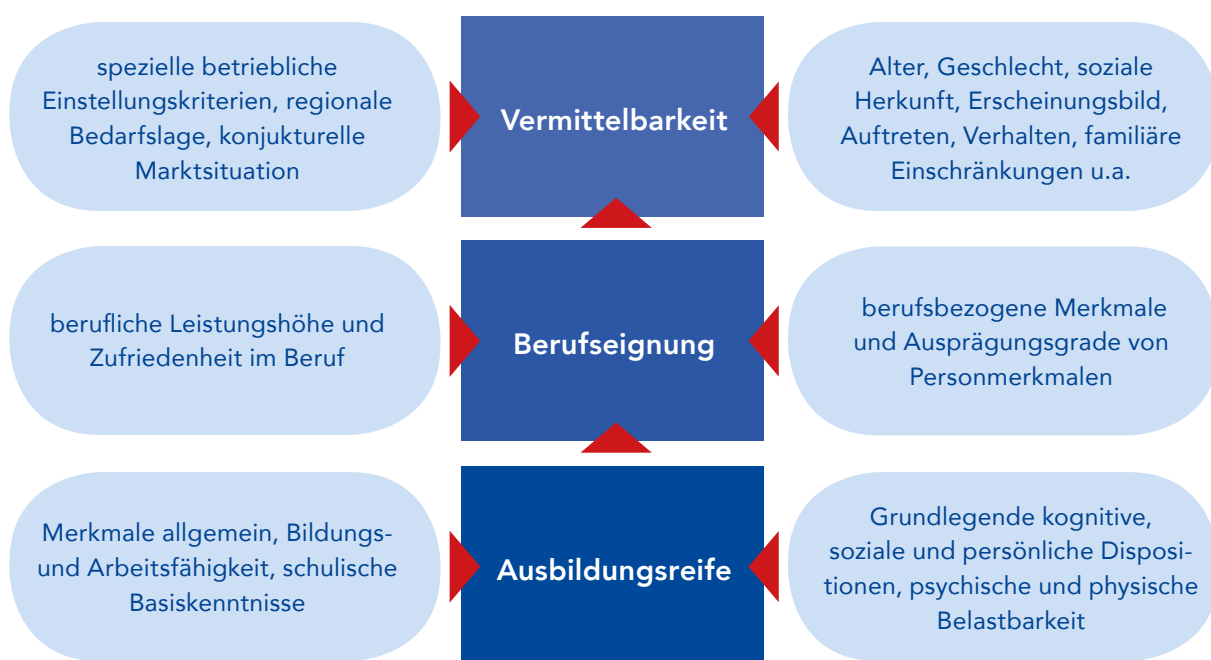 spezielle betriebliche
Einstellungskriterien, regionale
Bedarfslage, konjukturelle
Marktsituation
Vermittelbarkeit
Alter, Geschlecht, soziale
Herkunft, Erscheinungsbild,
Auftreten, Verhalten, familiäre
Einschränkungen u.a.
berufliche Leistungshöhe und
Zufriedenheit im Beruf
Berufseignung
berufsbezogene Merkmale
und Ausprägungsgrade von
Personmerkmalen
Merkmale allgemein, Bildungs-
und Arbeitsfähigkeit, schulische
Basiskenntnisse
Ausbildungsreife
Grundlegende kognitive,
soziale und persönliche Disposi-
tionen, psychische und physische
Belastbarkeit